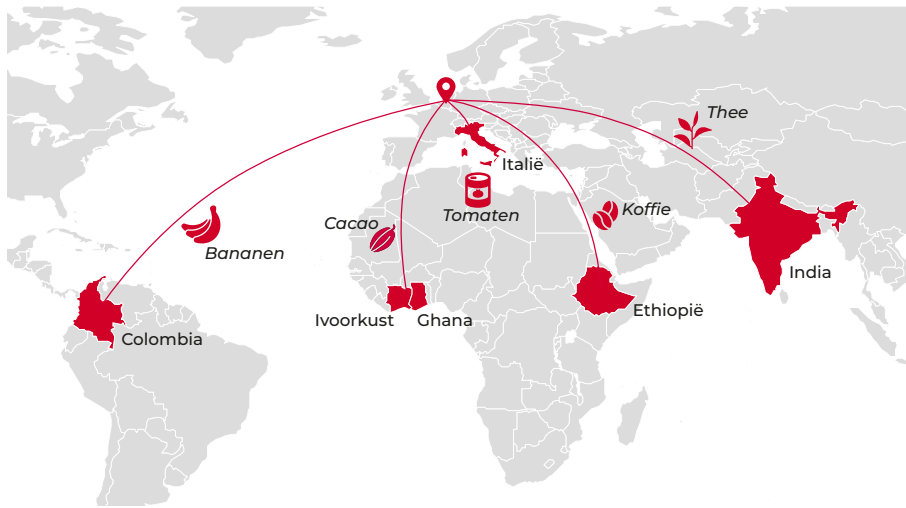 Thee
Italië
Koffie
Tomaten
Cacao
Bananen
India
Ethiopië
Ivoorkust
Ghana
Colombia